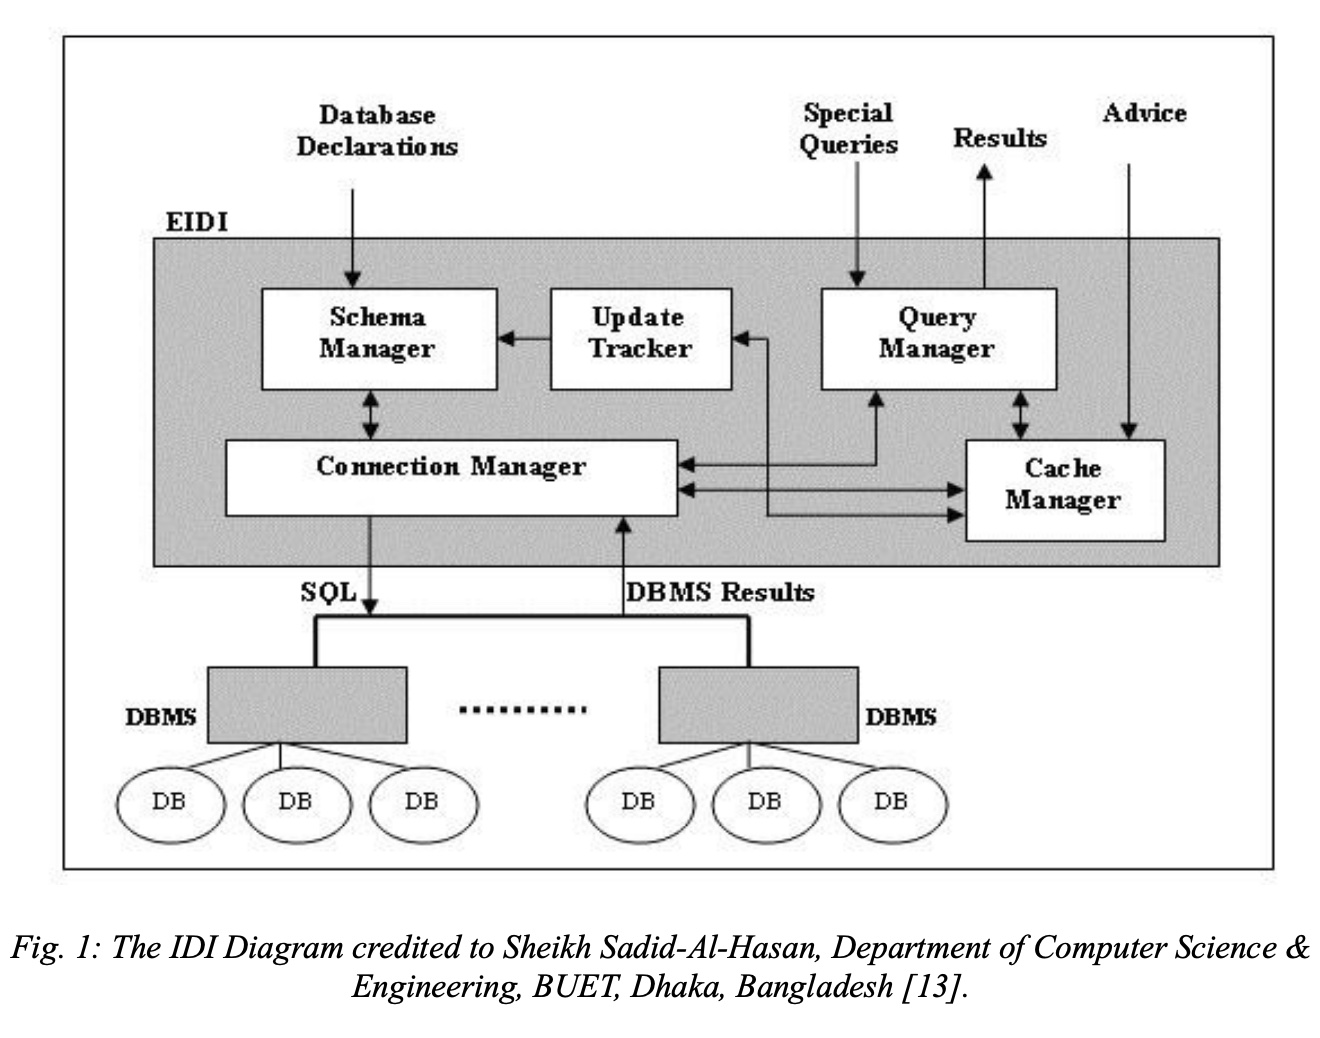 Database
Declarations
Special
Queries
Results
Advice
EIDI
Schema
Manager
Update
Tracker
Query
Manager
Connection Manager
Cache
Manager
SQL
DBMS Results
DBMS
DBMS
DB
DB
DB
DB
DB
DB
Fig. 1: The IDI Diagram credited to Sheikh Sadid-Al-Hasan, Department of Computer Science &
Engineering, BUET, Dhaka, Bangladesh [13].